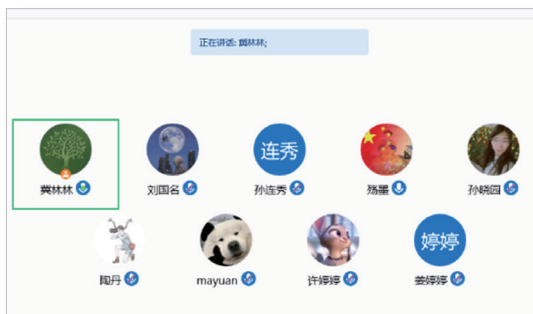 正在讲话: 冀林林;
连秀
冀林林
刘国名
孙连秀
殇墨
孙晓园
婷婷
陶丹
mayuan
许婷婷
姜婷婷